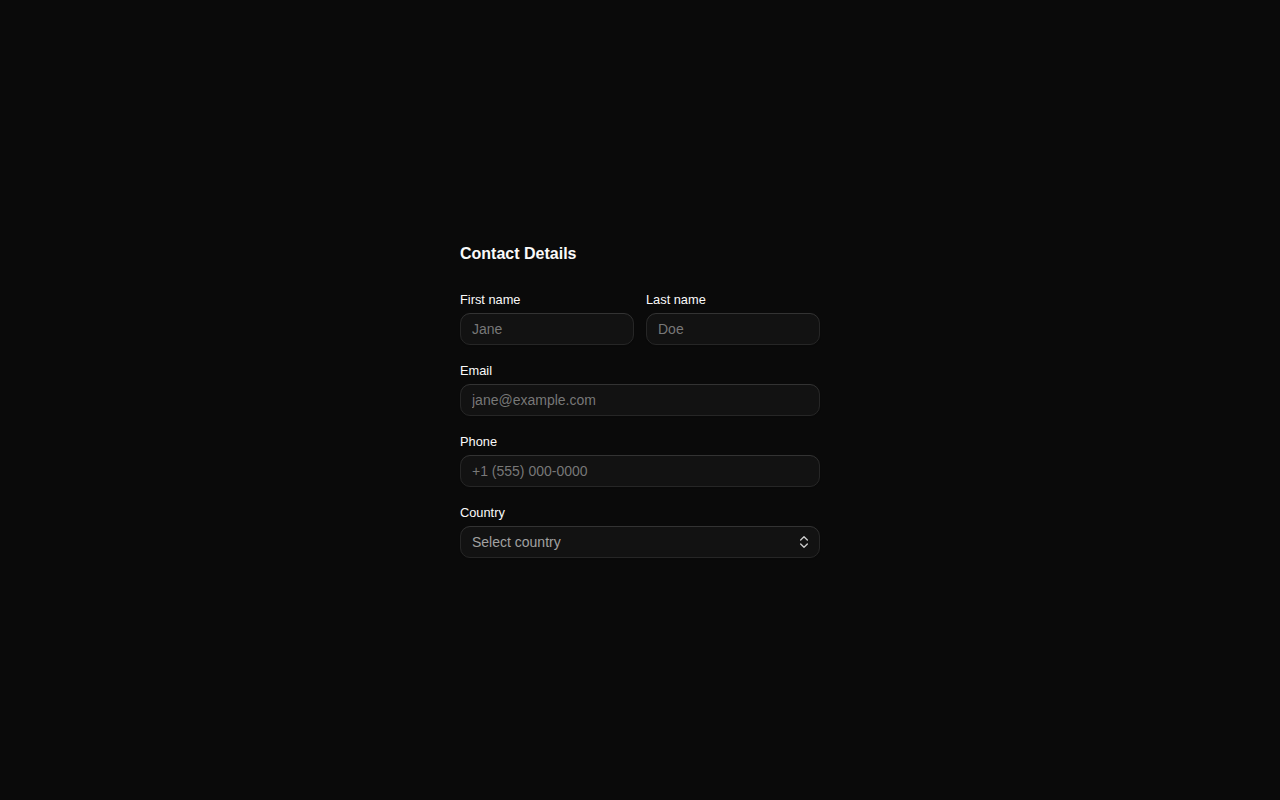 Contact Details
First name
Last name
Jane
Doe
Email
jane@example.com
Phone
+1 (555) 000-0000
Country
Select country